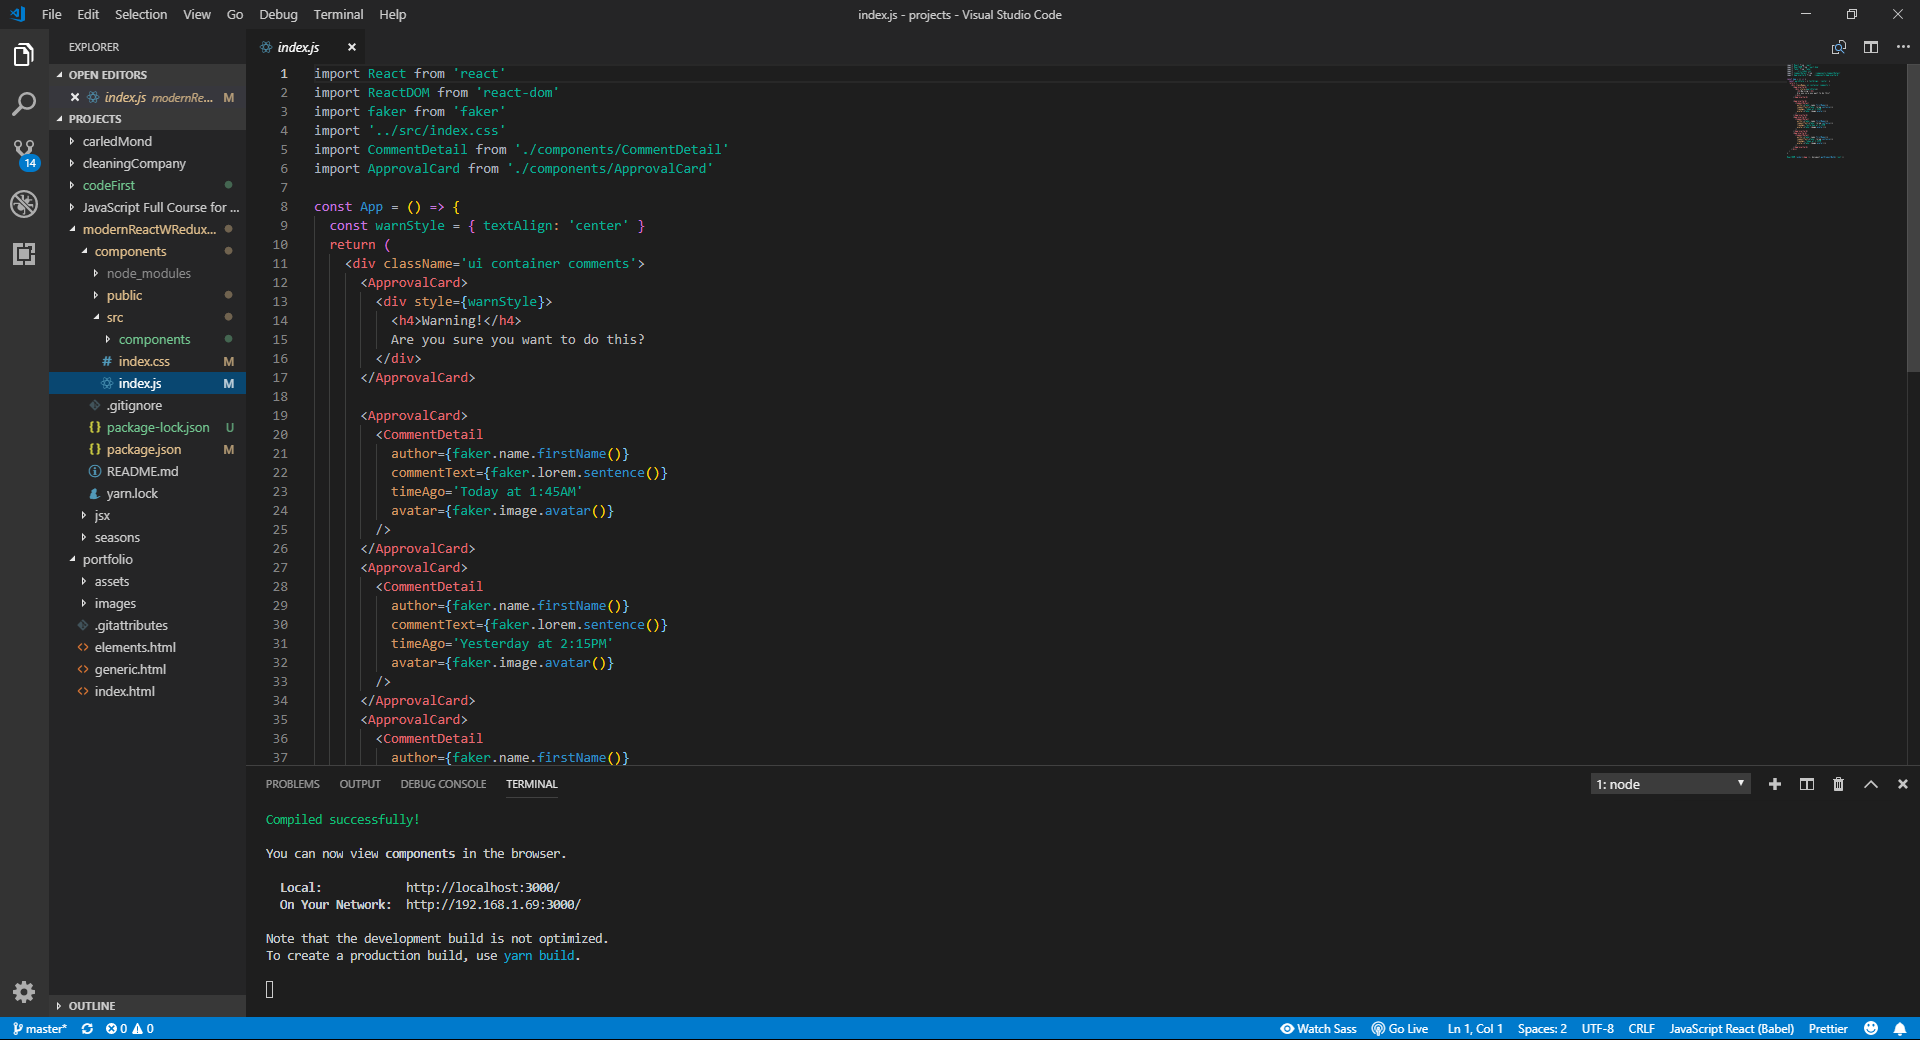 File Edit Selection View Go Debug Terminal Help
index.js - projects - Visual Studio Code
EXPLORER
OPEN EDITORS
index.js modernRe... M
PROJECTS
carledMond
cleaningCompany
codeFirst
JavaScript Full Course for ...
modernReactWRedux...
components
node_modules
public
src
components
# index.css M
index.js M
.gitignore
{} package-lock.json U
{} package.json M
README.md
yarn.lock
jsx
seasons
portfolio
assets
images
.gitattributes
<> elements.html
<> generic.html
<> index.html
OUTLINE
14
index.js
1 import React from 'react'
2 import ReactDOM from 'react-dom'
3 import faker from 'faker'
4 import '../src/index.css'
5 import CommentDetail from './components/CommentDetail'
6 import ApprovalCard from './components/ApprovalCard'
7
8 const App = () => {
9 const warnStyle = { textAlign: 'center' }
10 return (
11 <div className='ui container comments'>
12 <ApprovalCard>
13 <div style={warnStyle}>
14 <h4>Warning!</h4>
15 Are you sure you want to do this?
16 </div>
17 </ApprovalCard>
18
19 <ApprovalCard>
20 <CommentDetail
21 author={faker.name.firstName()}
22 commentText={faker.lorem.sentence()}
23 timeAgo='Today at 1:45AM'
24 avatar={faker.image.avatar()}
25 />
26 </ApprovalCard>
27 <ApprovalCard>
28 <CommentDetail
29 author={faker.name.firstName()}
30 commentText={faker.lorem.sentence()}
31 timeAgo='Yesterday at 2:15PM'
32 avatar={faker.image.avatar()}
33 />
34 </ApprovalCard>
35 <ApprovalCard>
36 <CommentDetail
37 author={faker.name.firstName()}
PROBLEMS OUTPUT DEBUG CONSOLE TERMINAL
1: node
Compiled successfully!
You can now view components in the browser.
Local: http://localhost:3000/
On Your Network: http://192.168.1.69:3000/
Note that the development build is not optimized.
To create a production build, use yarn build.
master* 0 0
Watch Sass Go Live Ln 1, Col 1 Spaces: 2 UTF-8 CRLF JavaScript React (Babel) Prettier